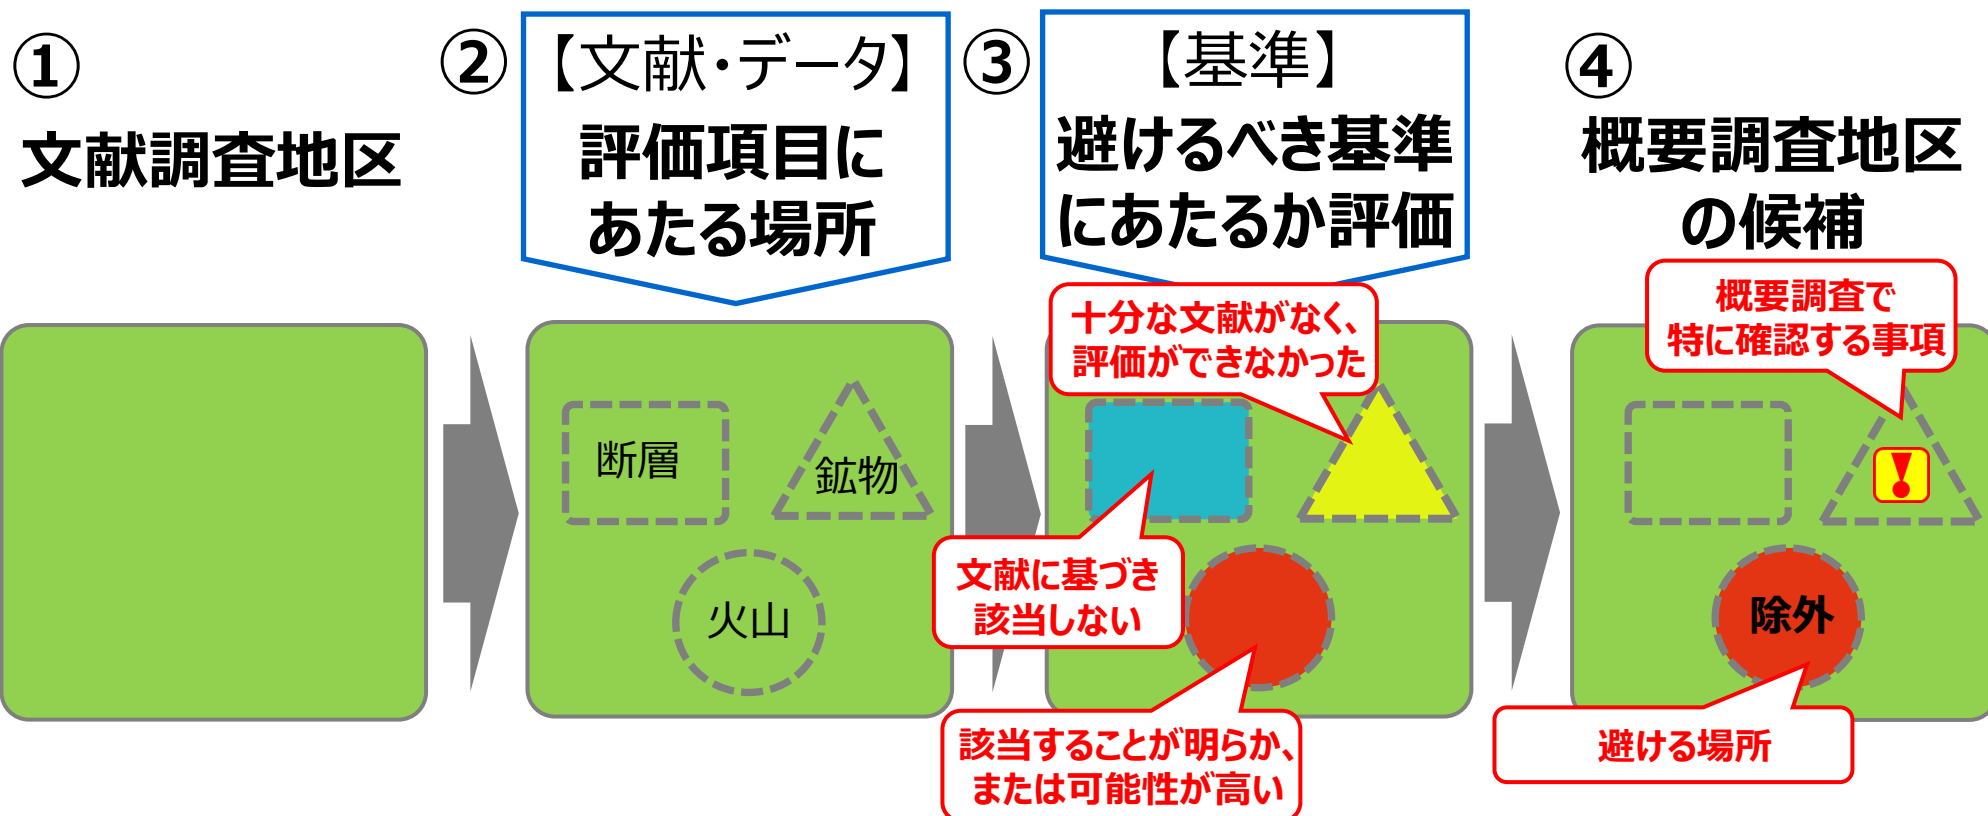 ①
文献調査地区
②
【文献・データ】
評価項目に
あたる場所
断層
鉱物
火山
③
【基準】
避けるべき基準
にあたるか評価
十分な文献がなく、
評価ができなかった
文献に基づき
該当しない
該当することが明らか、
または可能性が高い
④
概要調査地区
の候補
概要調査で
特に確認する事項
!
除外
避ける場所